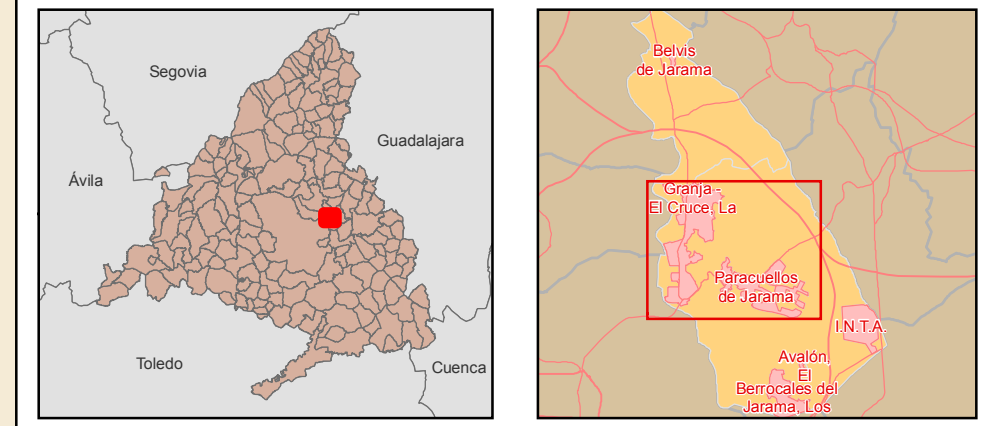 Segovia
Guadalajara
Ávila
Toledo
Cuenca
Belvis
de Jarama
Granja -
El Cruce, La
Paracuellos
de Jarama
I.N.T.A.
Avalón,
El
Berrocales del
Jarama, Los